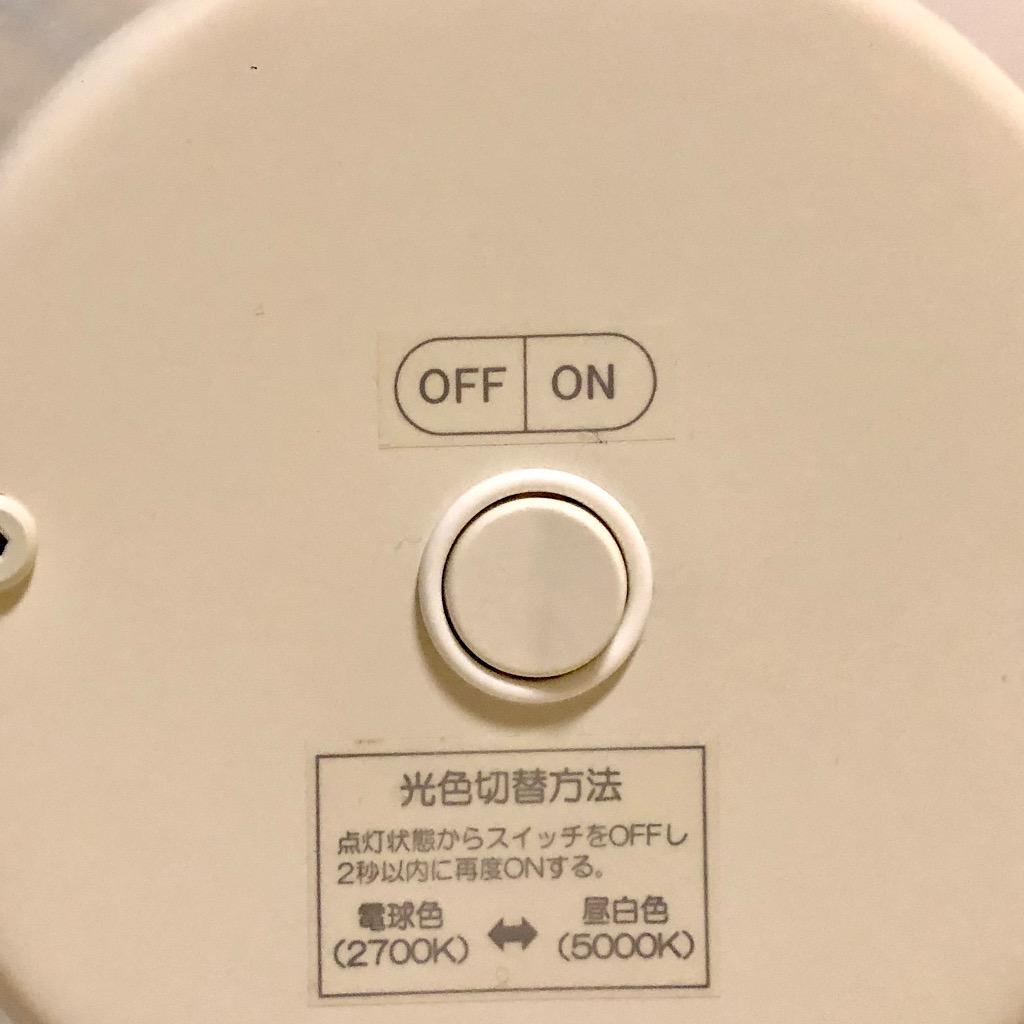 OFF ON
光色切替方法
点灯状態からスイッチをOFFし
2秒以内に再度ONする。
電球色 ⇔ 昼白色
(2700K) (5000K)